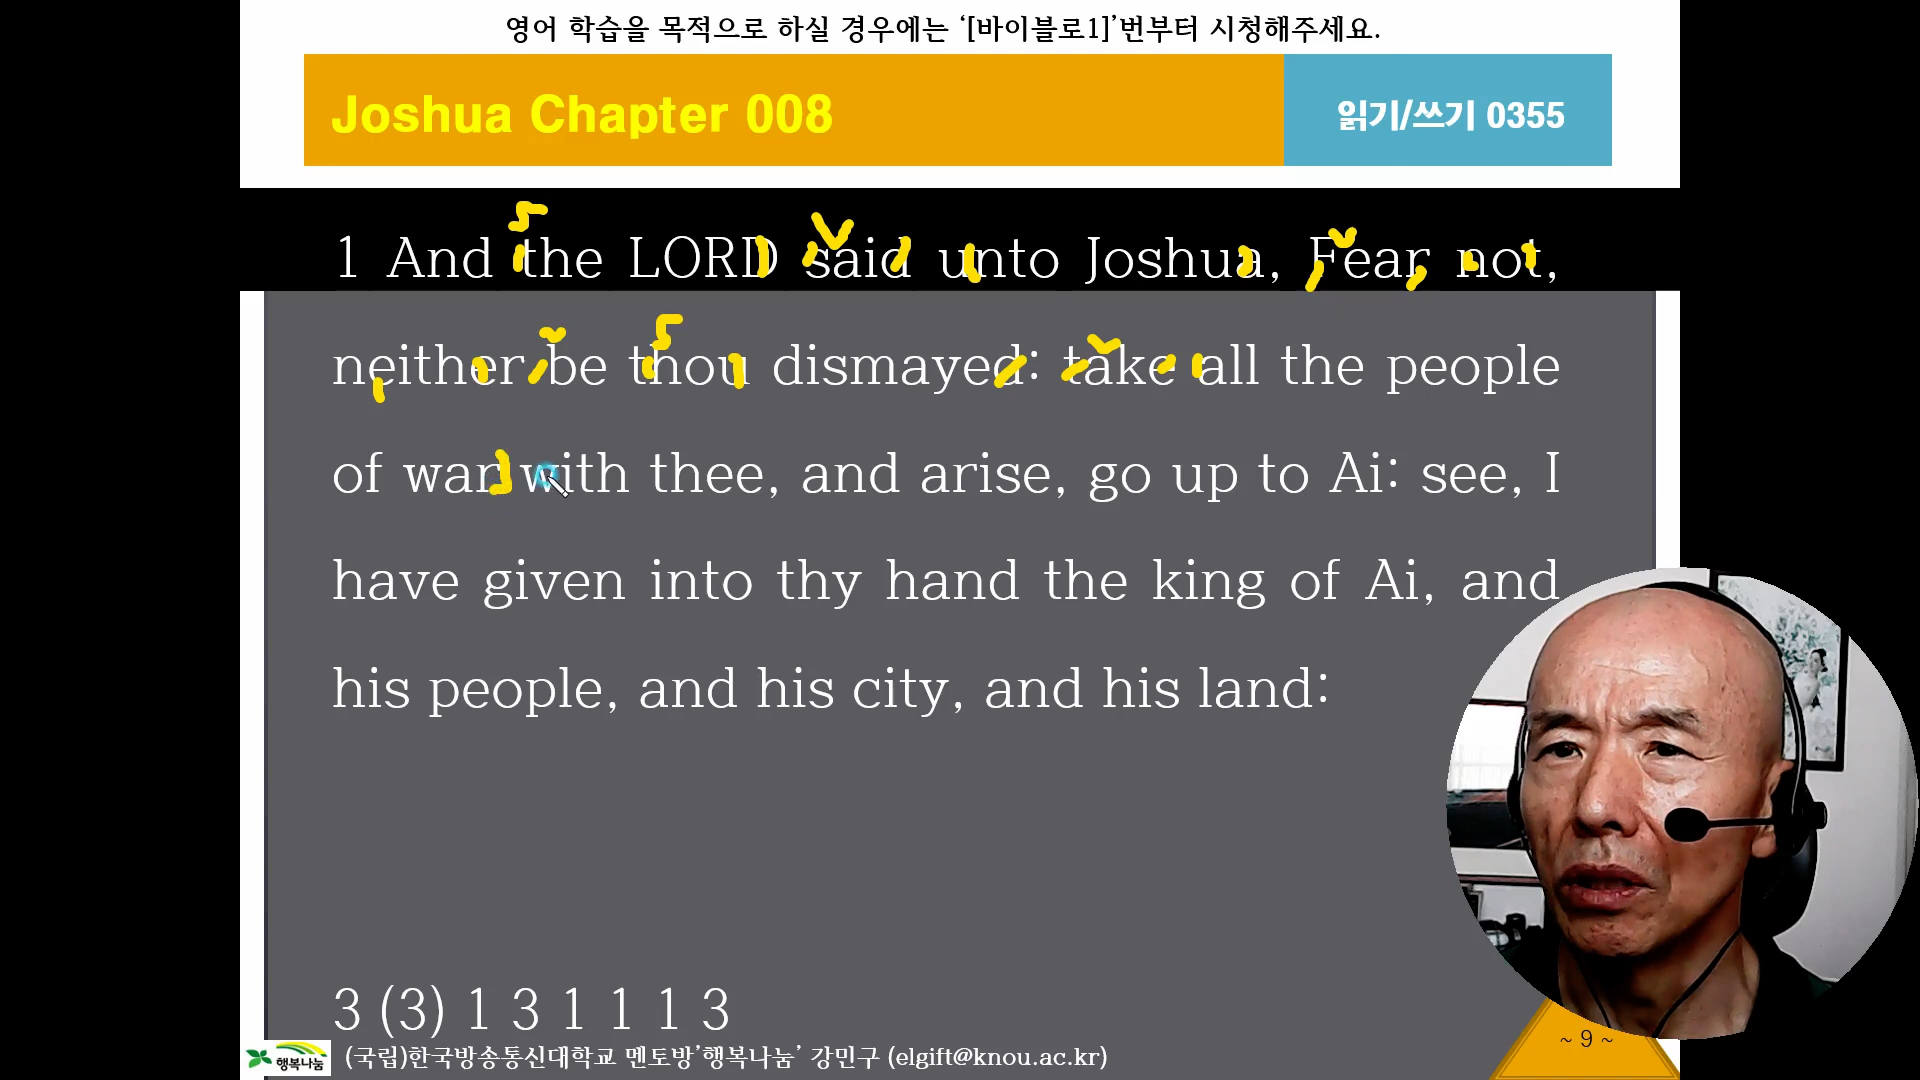 영어 학습을 목적으로 하실 경우에는 ‘[바이블로1]’번부터 시청해주세요.
Joshua Chapter 008
읽기/쓰기 0355
1 And the LORD said unto Joshua, Fear not,
neither be thou dismayed: take all the people
of war with thee, and arise, go up to Ai: see, I
have given into thy hand the king of Ai, and
his people, and his city, and his land:
3 (3) 1 3 1 1 1 3
~ 9 ~
행복나눔
(국립)한국방송통신대학교 멘토방’행복나눔’ 강민구 (elgift@knou.ac.kr)